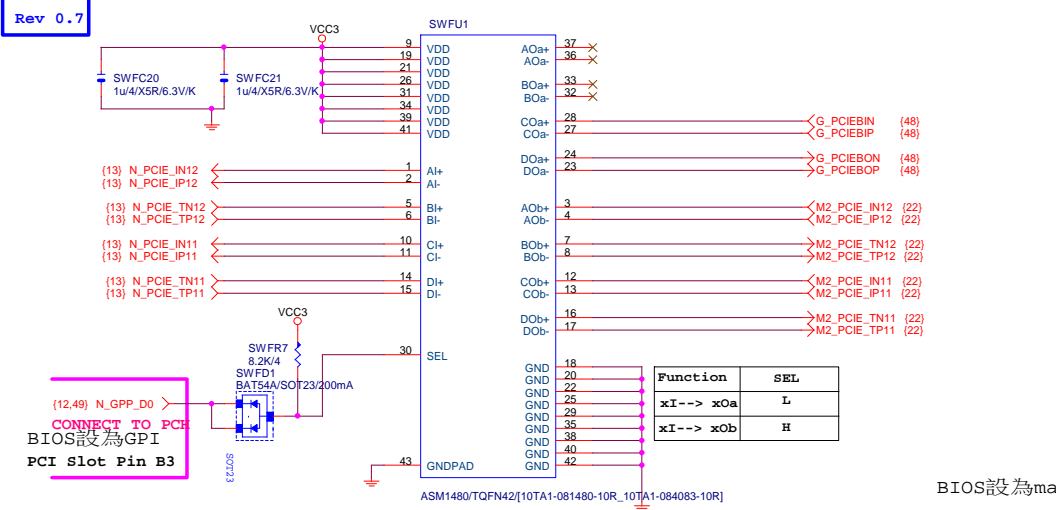 Rev 0.7
VCC3
SWFU1
SWFC20
1u/4/X5R/6.3V/K
SWFC21
1u/4/X5R/6.3V/K
9 VDD
19 VDD
21 VDD
26 VDD
31 VDD
34 VDD
39 VDD
41 VDD
AOa+ 37
AOa- 36
BOa+ 33
BOa- 32
COa+ 28 G_PCIEBIN {48}
COa- 27 G_PCIEBIP {48}
DOa+ 24 G_PCIEBON {48}
DOa- 23 G_PCIEBOP {48}
{13} N_PCIE_IN12 1 AI+
{13} N_PCIE_IP12 2 AI-
{13} N_PCIE_TN12 5 BI+
{13} N_PCIE_TP12 6 BI-
{13} N_PCIE_IN11 10 CI+
{13} N_PCIE_IP11 11 CI-
{13} N_PCIE_TN11 14 DI+
{13} N_PCIE_TP11 15 DI-
AOb+ 3 M2_PCIE_IN12 {22}
AOb- 4 M2_PCIE_IP12 {22}
BOb+ 7 M2_PCIE_TN12 {22}
BOb- 8 M2_PCIE_TP12 {22}
COb+ 12 M2_PCIE_IN11 {22}
COb- 13 M2_PCIE_IP11 {22}
DOb+ 16 M2_PCIE_TN11 {22}
DOb- 17 M2_PCIE_TP11 {22}
VCC3
SWFR7
8.2K/4
SWFD1
BAT54A/SOT23/200mA
SOT23
30 SEL
{12,49} N_GPP_D0
CONNECT TO PCH
BIOS設為GPI
PCI Slot Pin B3
43 GNDPAD
GND 18
GND 20
GND 22
GND 25
GND 29
GND 35
GND 38
GND 40
GND 42
Function SEL
xI--> xOa L
xI--> xOb H
ASM1480/TQFN42/[10TA1-081480-10R_10TA1-084083-10R]
BIOS設為ma